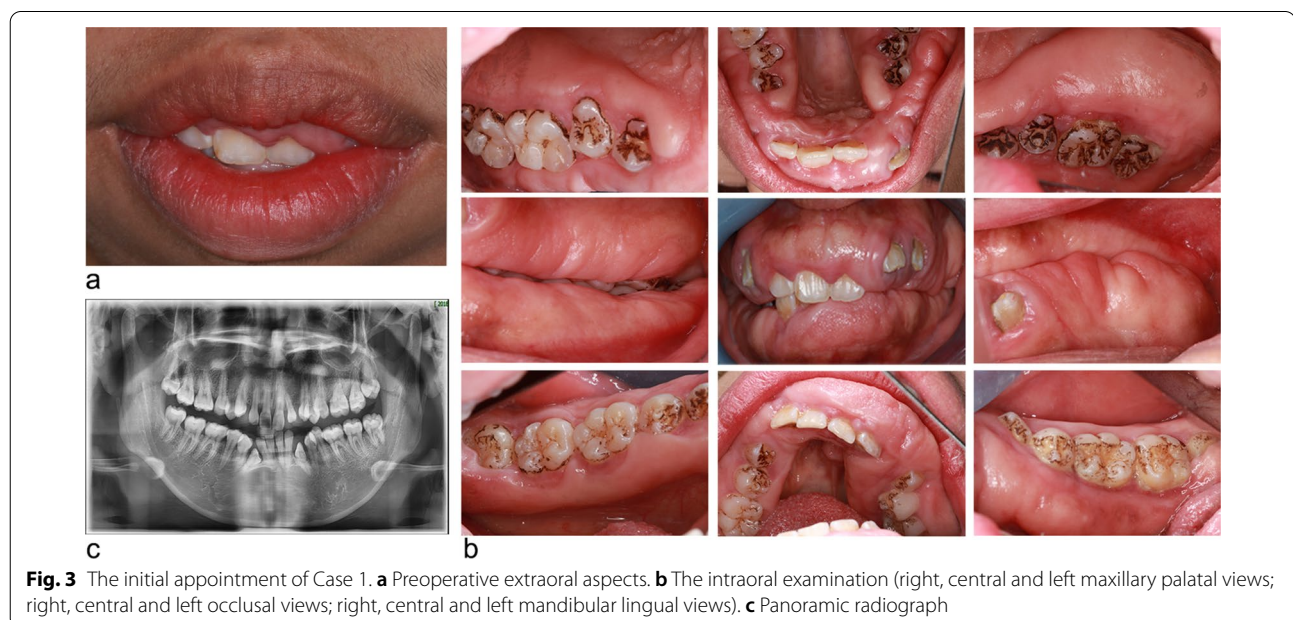 a
c
b
Fig. 3 The initial appointment of Case 1. a Preoperative extraoral aspects. b The intraoral examination (right, central and left maxillary palatal views;
right, central and left occlusal views; right, central and left mandibular lingual views). c Panoramic radiograph